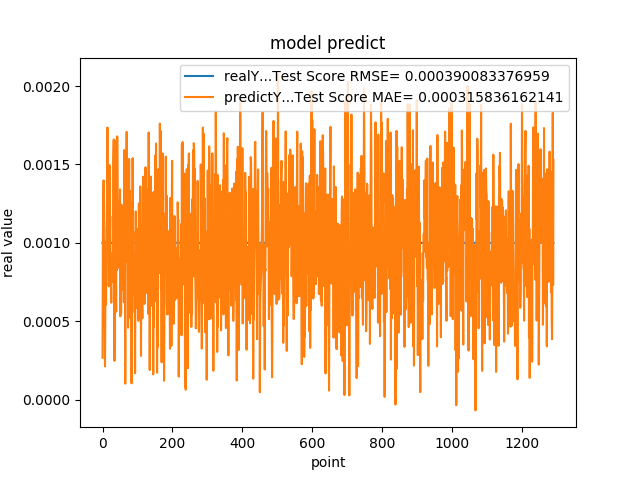 model predict
realY...Test Score RMSE= 0.000390083376959
predictY...Test Score MAE= 0.000315836162141
0.0020
0.0015
0.0010
0.0005
0.0000
real value
0 200 400 600 800 1000 1200
point